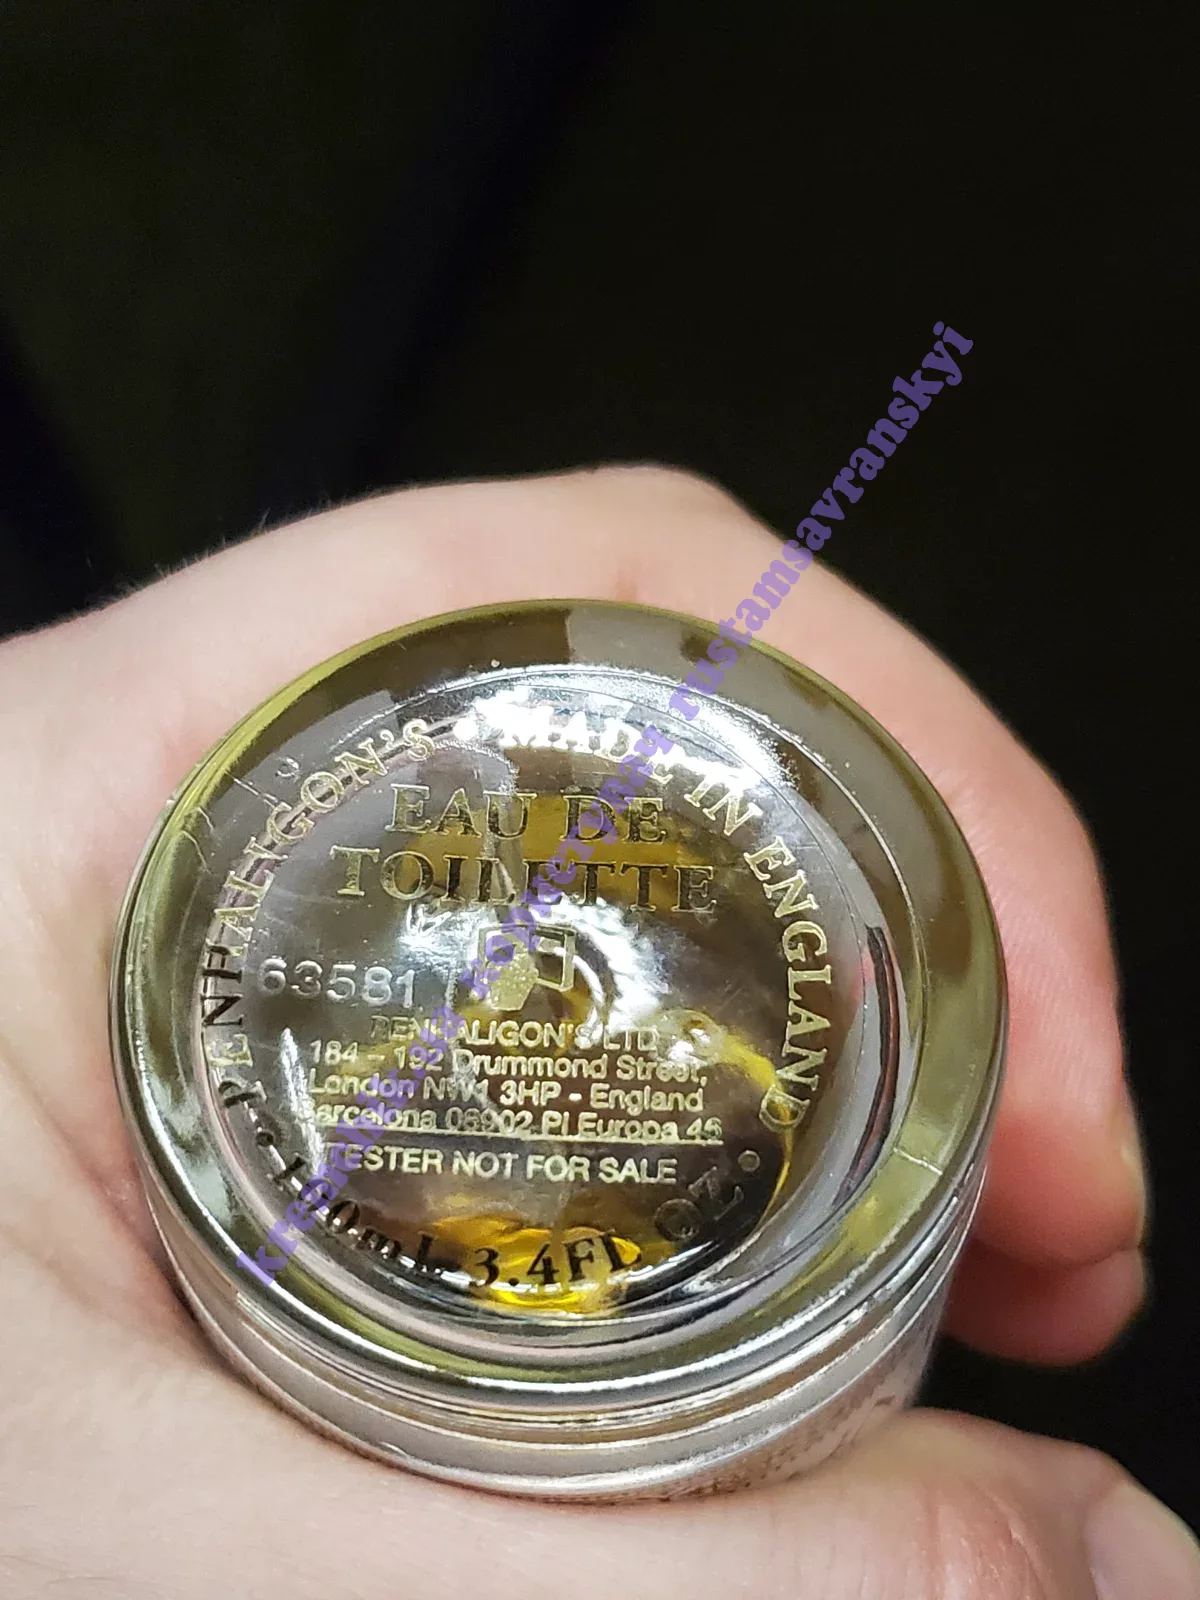 PENHALIGON'S • MADE IN ENGLAND
EAU DE
TOILETTE
63581
PENHALIGON'S LTD
184 – 192 Drummond Street,
London NW1 3HP - England
Barcelona 08902 Pl Europa 46
TESTER NOT FOR SALE
• 100ml 3.4FL OZ •
rustamsavranskyi